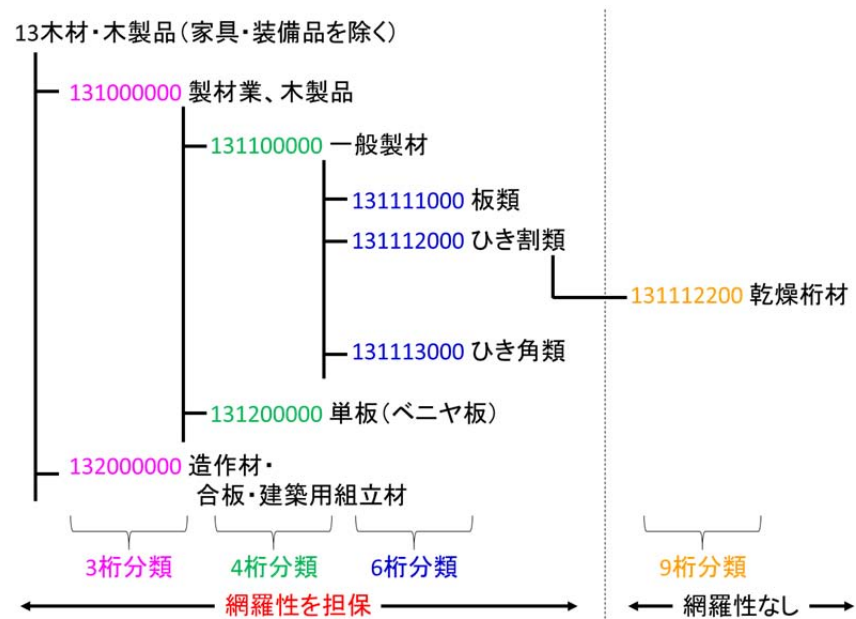 13木材・木製品（家具・装備品を除く）
131000000 製材業、木製品
131100000 一般製材
131111000 板類
131112000 ひき割類
131112200 乾燥桁材
131113000 ひき角類
131200000 単板（ベニヤ板）
132000000 造作材・
合板・建築用組立材
3桁分類 4桁分類 6桁分類 9桁分類
網羅性を担保 網羅性なし